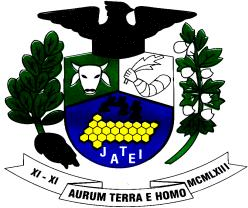 JATEI
XI - XI
AURUM TERRA E HOMO
MCMLXIII